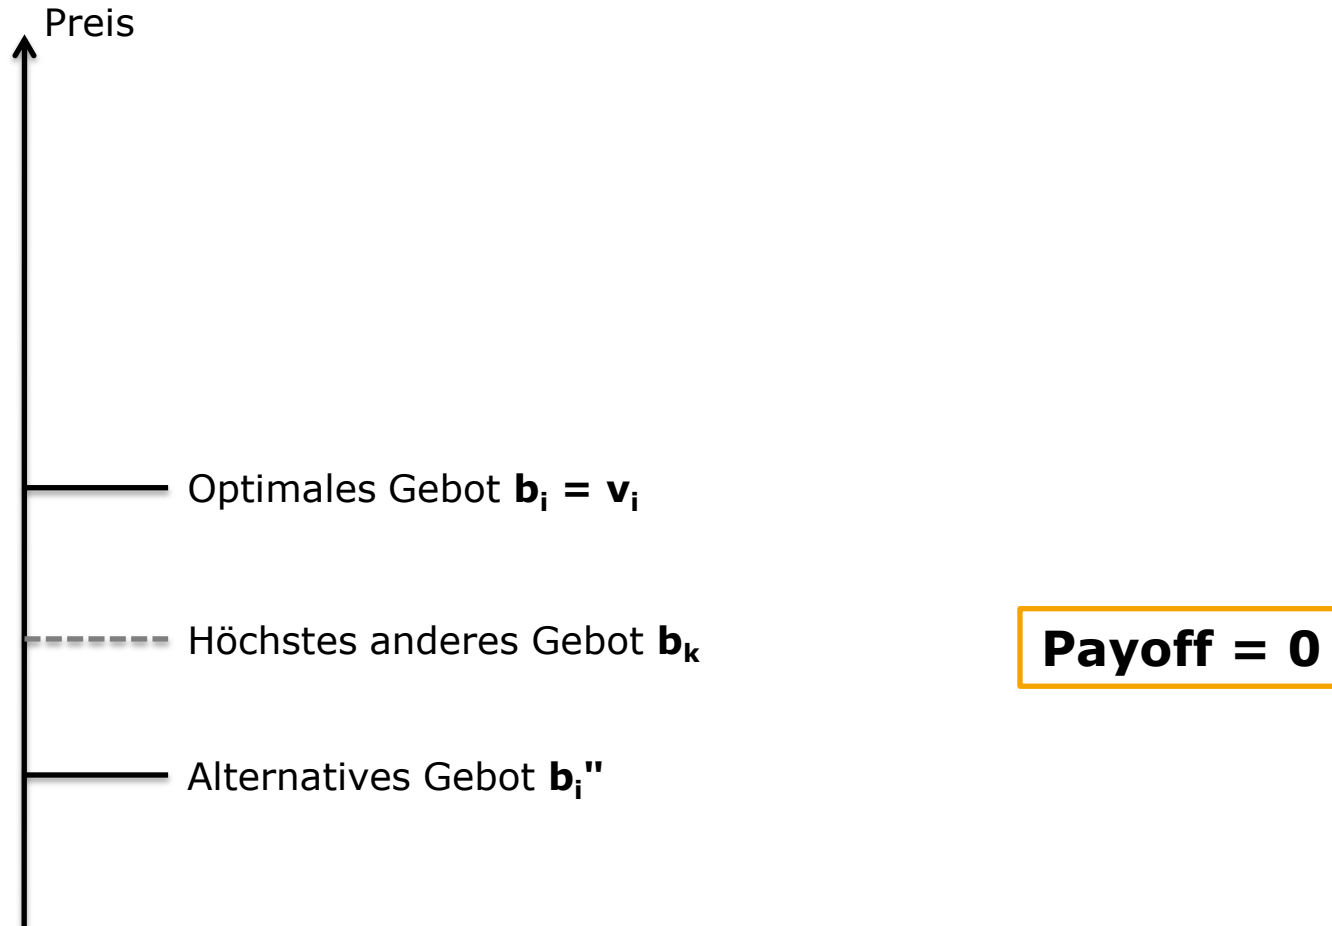 Preis
Optimales Gebot bi = vi
Höchstes anderes Gebot bk
Payoff = 0
Alternatives Gebot bi"